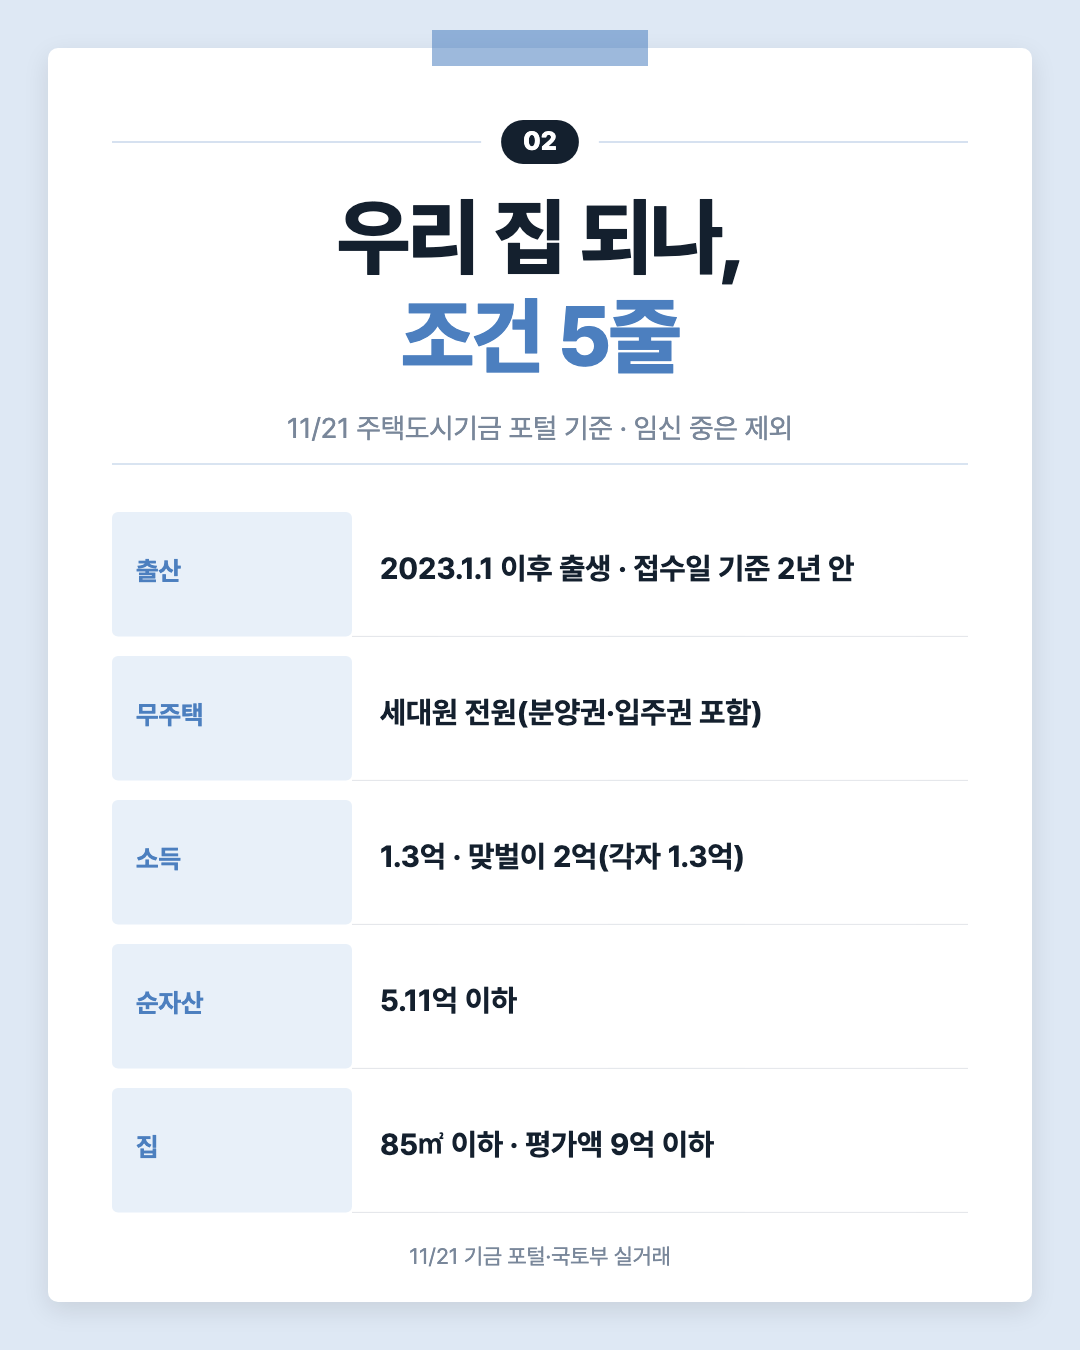 02
우리 집 되나,
조건 5줄
11/21 주택도시기금 포털 기준 · 임신 중은 제외
출산
2023.1.1 이후 출생 · 접수일 기준 2년 안
무주택
세대원 전원(분양권·입주권 포함)
소득
1.3억 · 맞벌이 2억(각자 1.3억)
순자산
5.11억 이하
집
85㎡ 이하 · 평가액 9억 이하
11/21 기금 포털·국토부 실거래